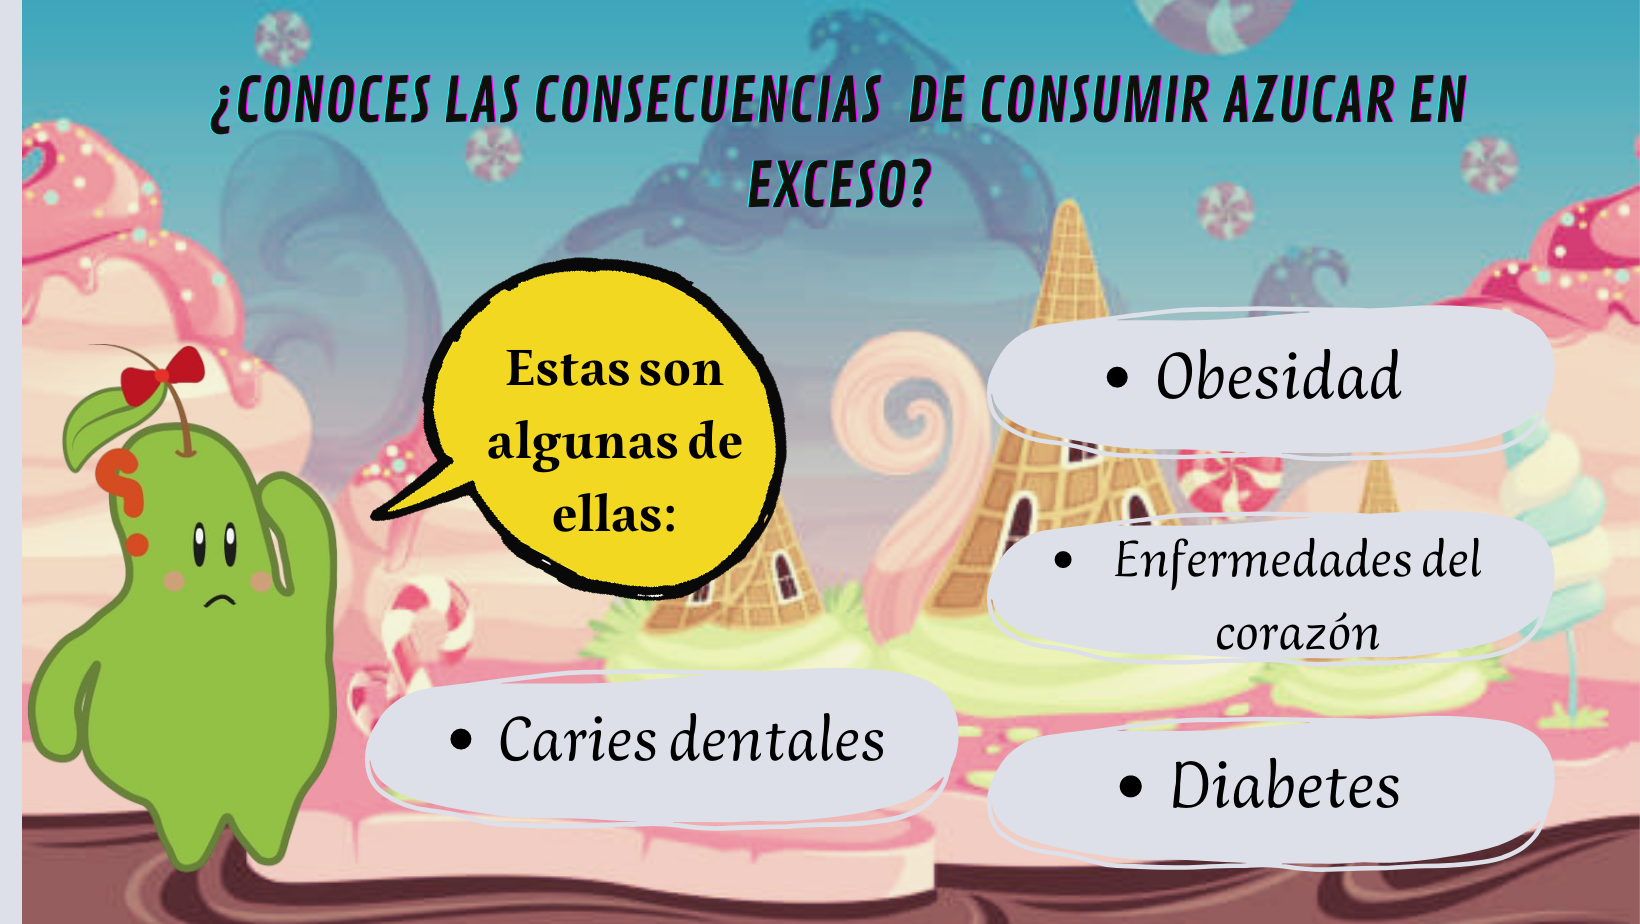 ¿CONOCES LAS CONSECUENCIAS DE CONSUMIR AZUCAR EN
EXCESO?
Estas son
algunas de
ellas:
• Obesidad
• Enfermedades del
corazón
• Caries dentales
• Diabetes